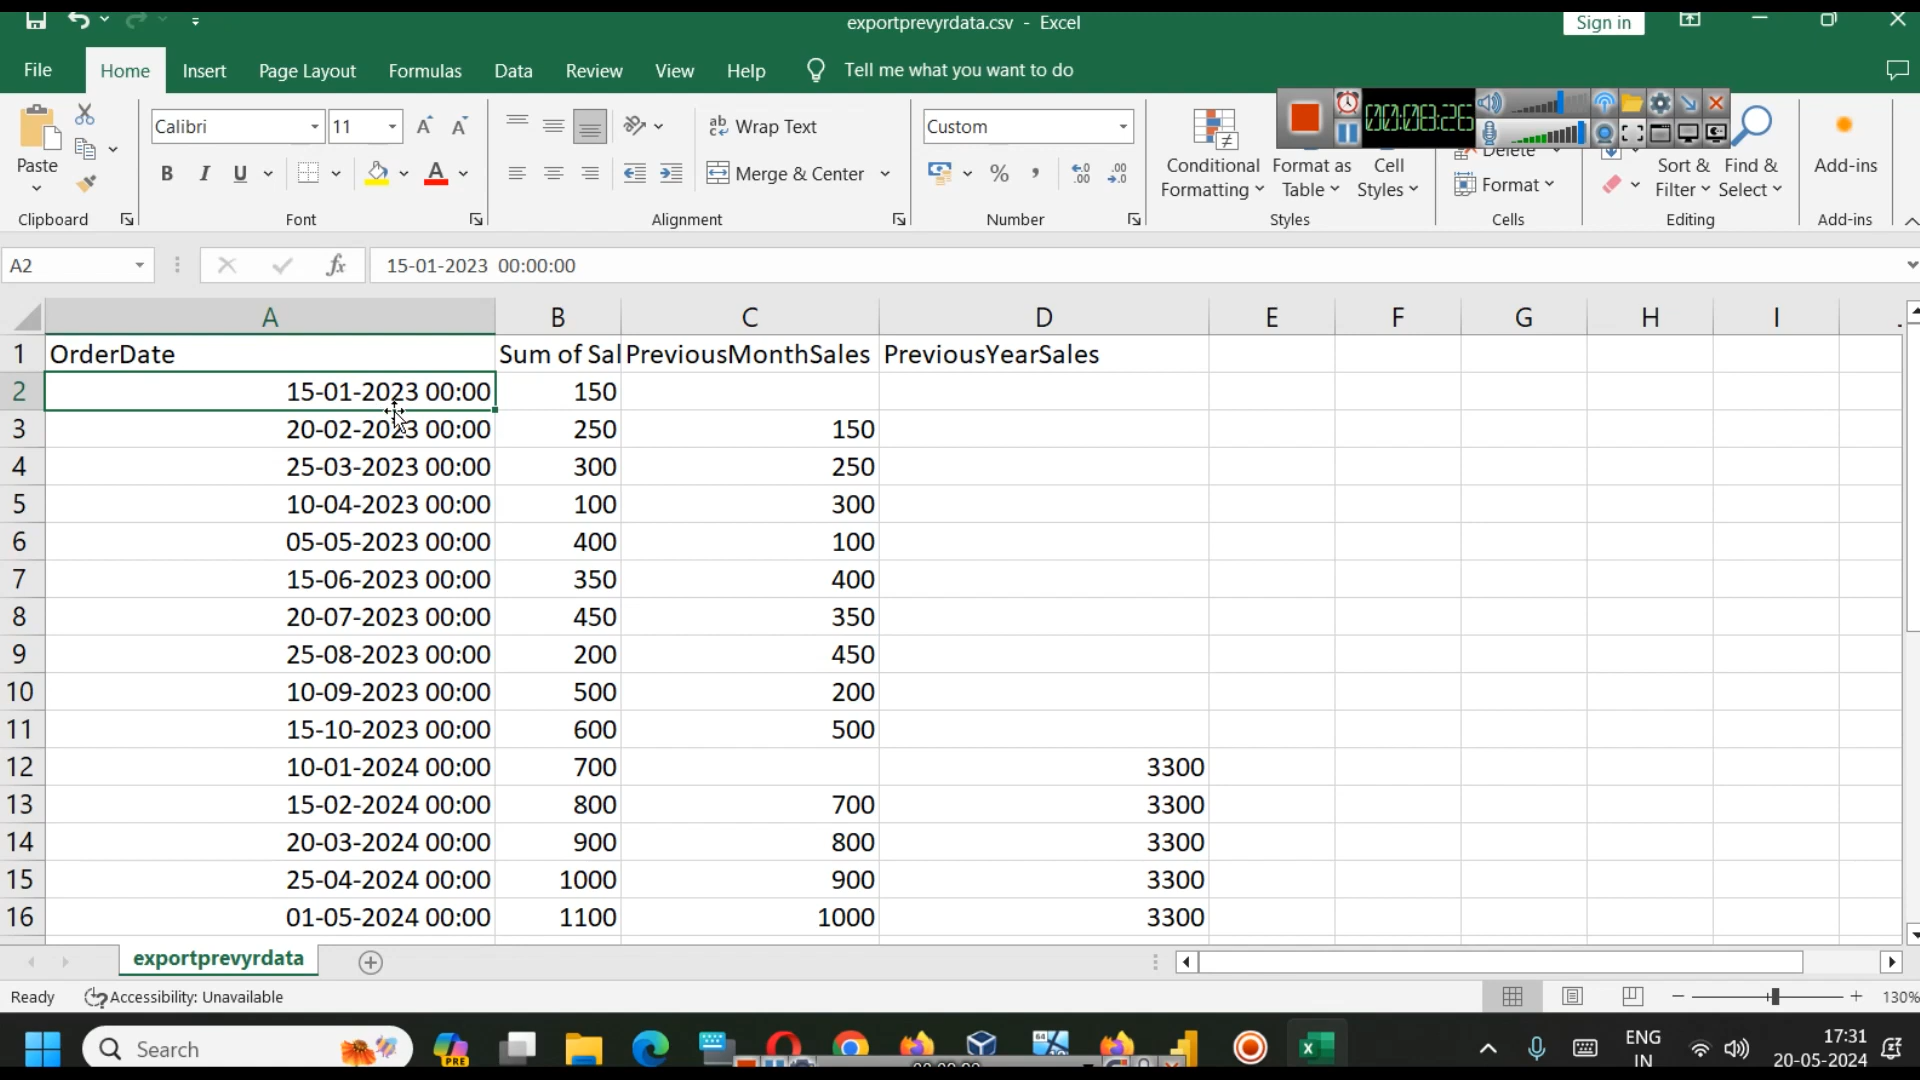 exportprevyrdata.csv - Excel
Sign in
File Home Insert Page Layout Formulas Data Review View Help Tell me what you want to do
00:08:26
Calibri 11 Wrap Text Custom
Paste B I U Merge & Center % , Conditional Formatting Format as Table Cell Styles Delete Format Sort & Filter Find & Select Add-ins
Clipboard Font Alignment Number Styles Cells Editing Add-ins
A2 fx 15-01-2023 00:00:00
A B C D E F G H I
1 OrderDate Sum of Sal PreviousMonthSales PreviousYearSales
2 15-01-2023 00:00 150
3 20-02-2023 00:00 250 150
4 25-03-2023 00:00 300 250
5 10-04-2023 00:00 100 300
6 05-05-2023 00:00 400 100
7 15-06-2023 00:00 350 400
8 20-07-2023 00:00 450 350
9 25-08-2023 00:00 200 450
10 10-09-2023 00:00 500 200
11 15-10-2023 00:00 600 500
12 10-01-2024 00:00 700 3300
13 15-02-2024 00:00 800 700 3300
14 20-03-2024 00:00 900 800 3300
15 25-04-2024 00:00 1000 900 3300
16 01-05-2024 00:00 1100 1000 3300
exportprevyrdata
Ready Accessibility: Unavailable 130%
Search PRE ENG 17:31
IN 20-05-2024